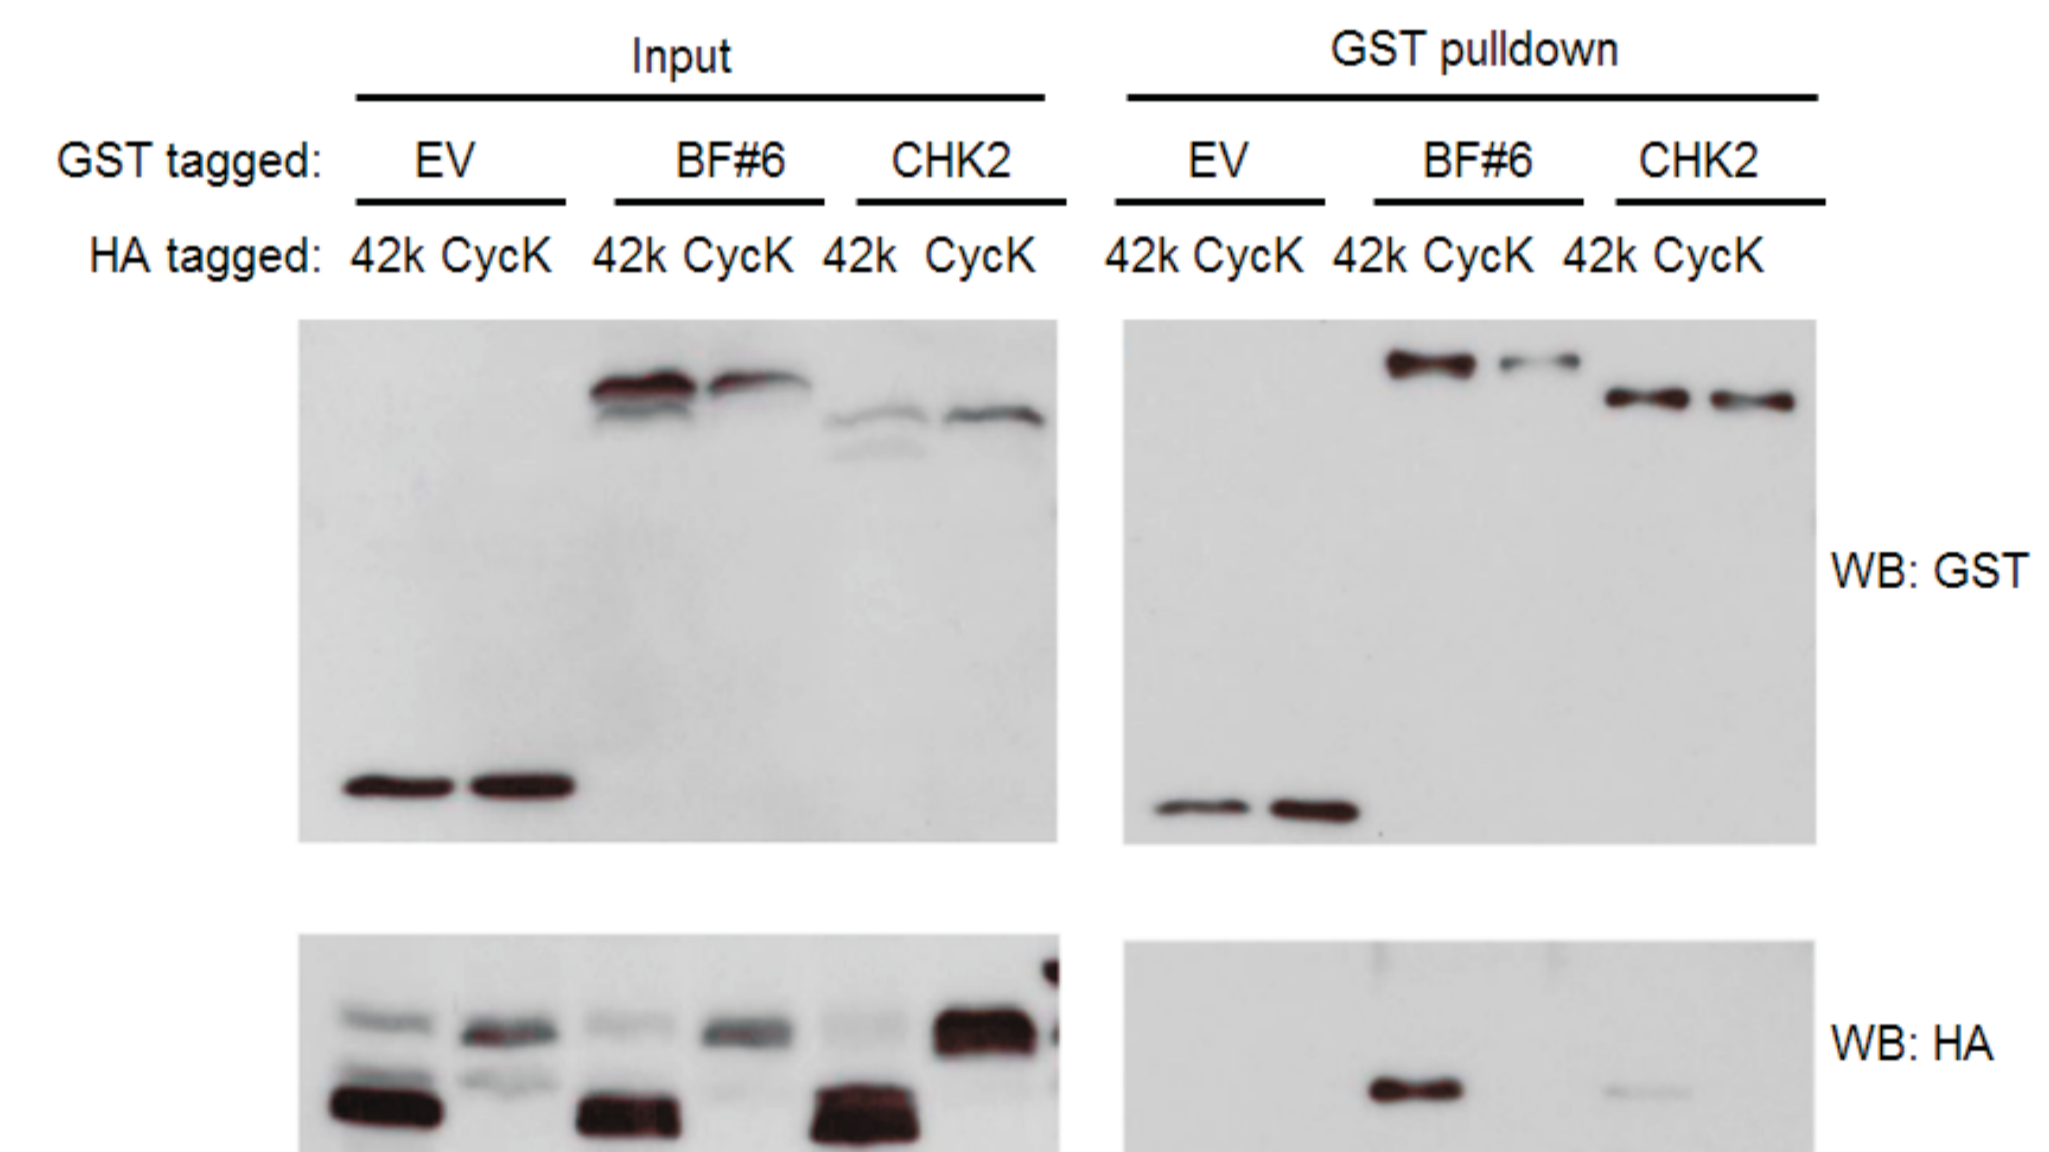 Input GST pulldown
GST tagged: EV BF#6 CHK2 EV BF#6 CHK2
HA tagged: 42k CycK 42k CycK 42k CycK 42k CycK 42k CycK 42k CycK
WB: GST
WB: HA